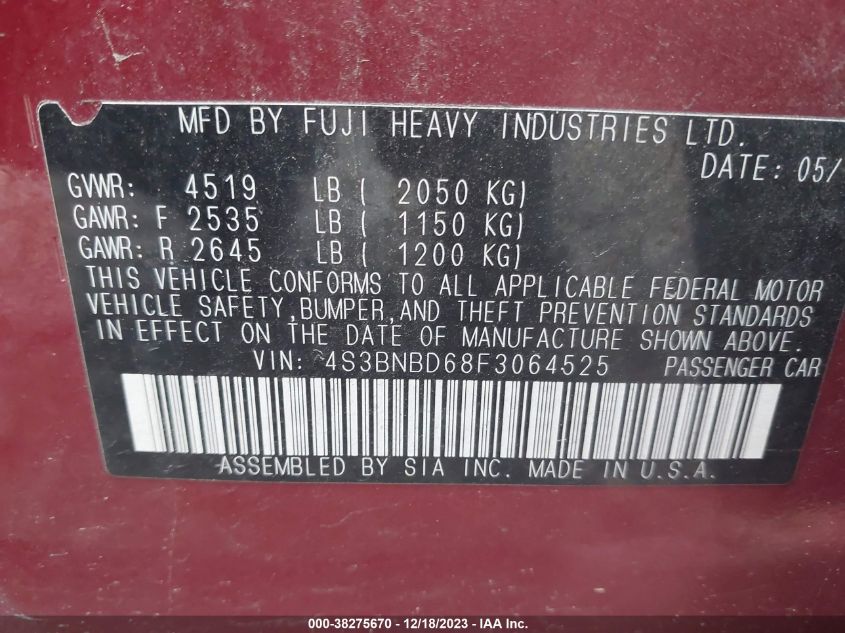 MFD BY FUJI HEAVY INDUSTRIES LTD.
DATE: 05/
GVWR: 4519 LB ( 2050 KG)
GAWR: F 2535 LB ( 1150 KG)
GAWR: R 2645 LB ( 1200 KG)
THIS VEHICLE CONFORMS TO ALL APPLICABLE FEDERAL MOTOR
VEHICLE SAFETY,BUMPER,AND THEFT PREVENTION STANDARDS
IN EFFECT ON THE DATE OF MANUFACTURE SHOWN ABOVE.
VIN: 4S3BNBD68F3064525 PASSENGER CAR
ASSEMBLED BY SIA INC. MADE IN U.S.A.
000-38275670 - 12/18/2023 - IAA Inc.